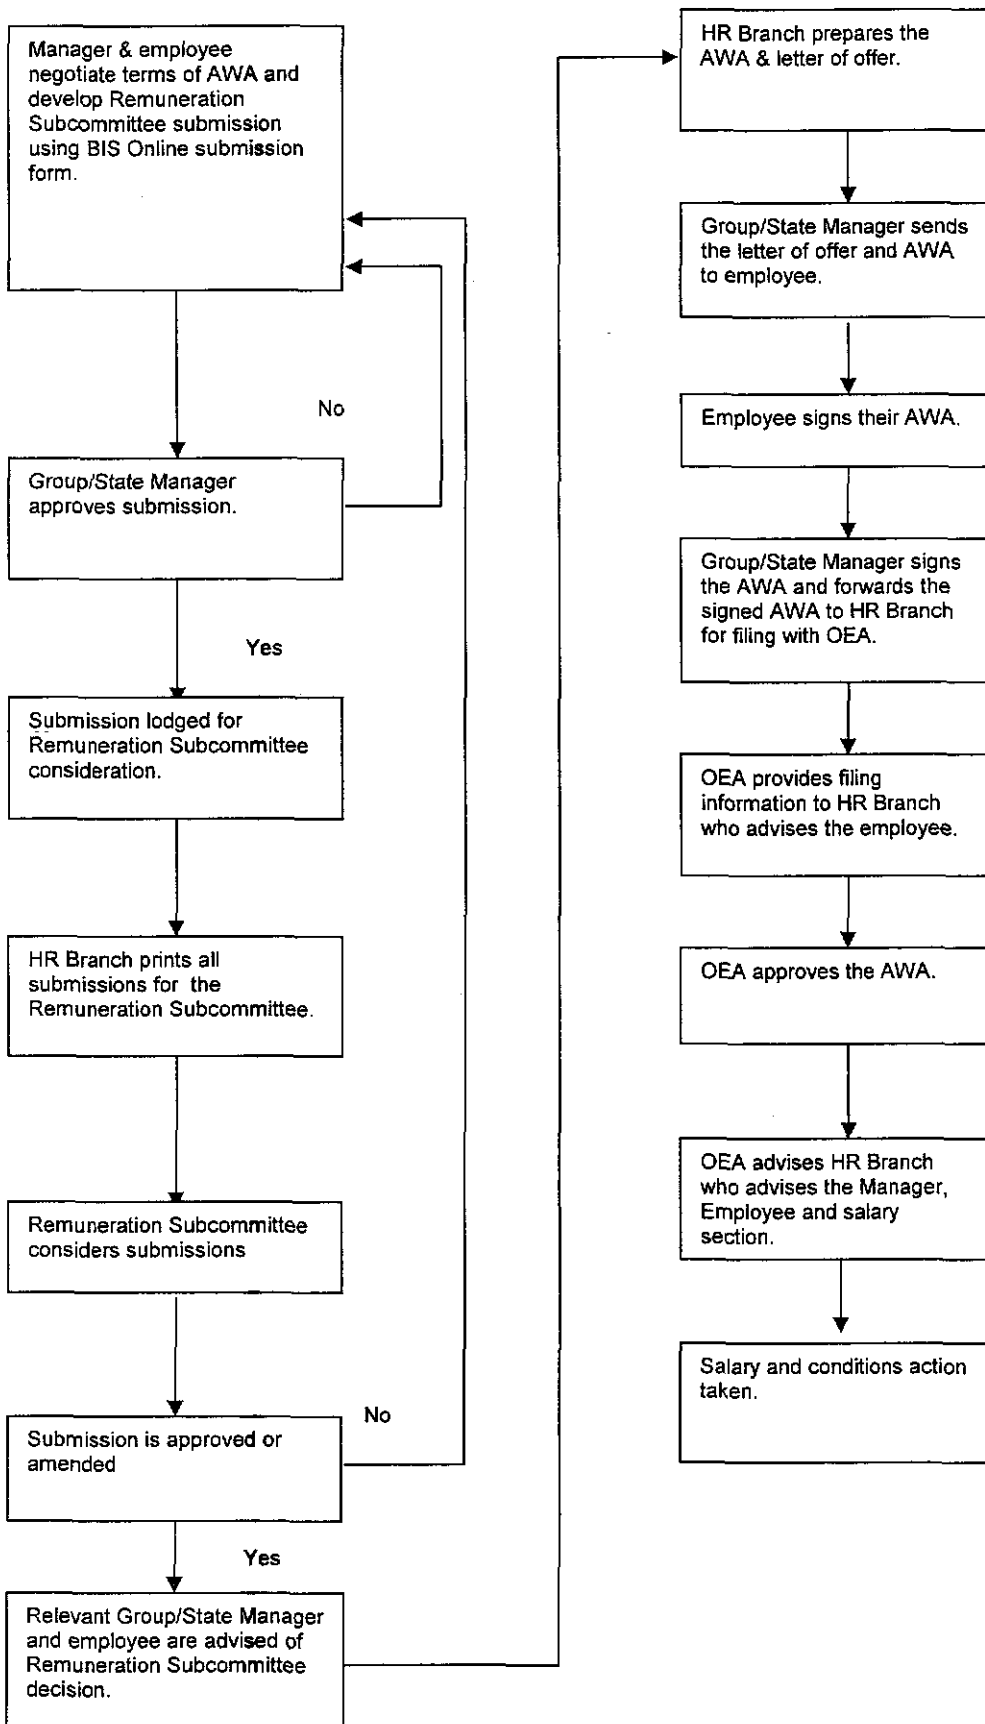 Manager & employee
negotiate terms of AWA and
develop Remuneration
Subcommittee submission
using BIS Online submission
form.
No
Group/State Manager
approves submission.
Yes
Submission lodged for
Remuneration Subcommittee
consideration.
HR Branch prints all
submissions for the
Remuneration Subcommittee.
Remuneration Subcommittee
considers submissions
No
Submission is approved or
amended
Yes
Relevant Group/State Manager
and employee are advised of
Remuneration Subcommittee
decision.
HR Branch prepares the
AWA & letter of offer.
Group/State Manager sends
the letter of offer and AWA
to employee.
Employee signs their AWA.
Group/State Manager signs
the AWA and forwards the
signed AWA to HR Branch
for filing with OEA.
OEA provides filing
information to HR Branch
who advises the employee.
OEA approves the AWA.
OEA advises HR Branch
who advises the Manager,
Employee and salary
section.
Salary and conditions action
taken.